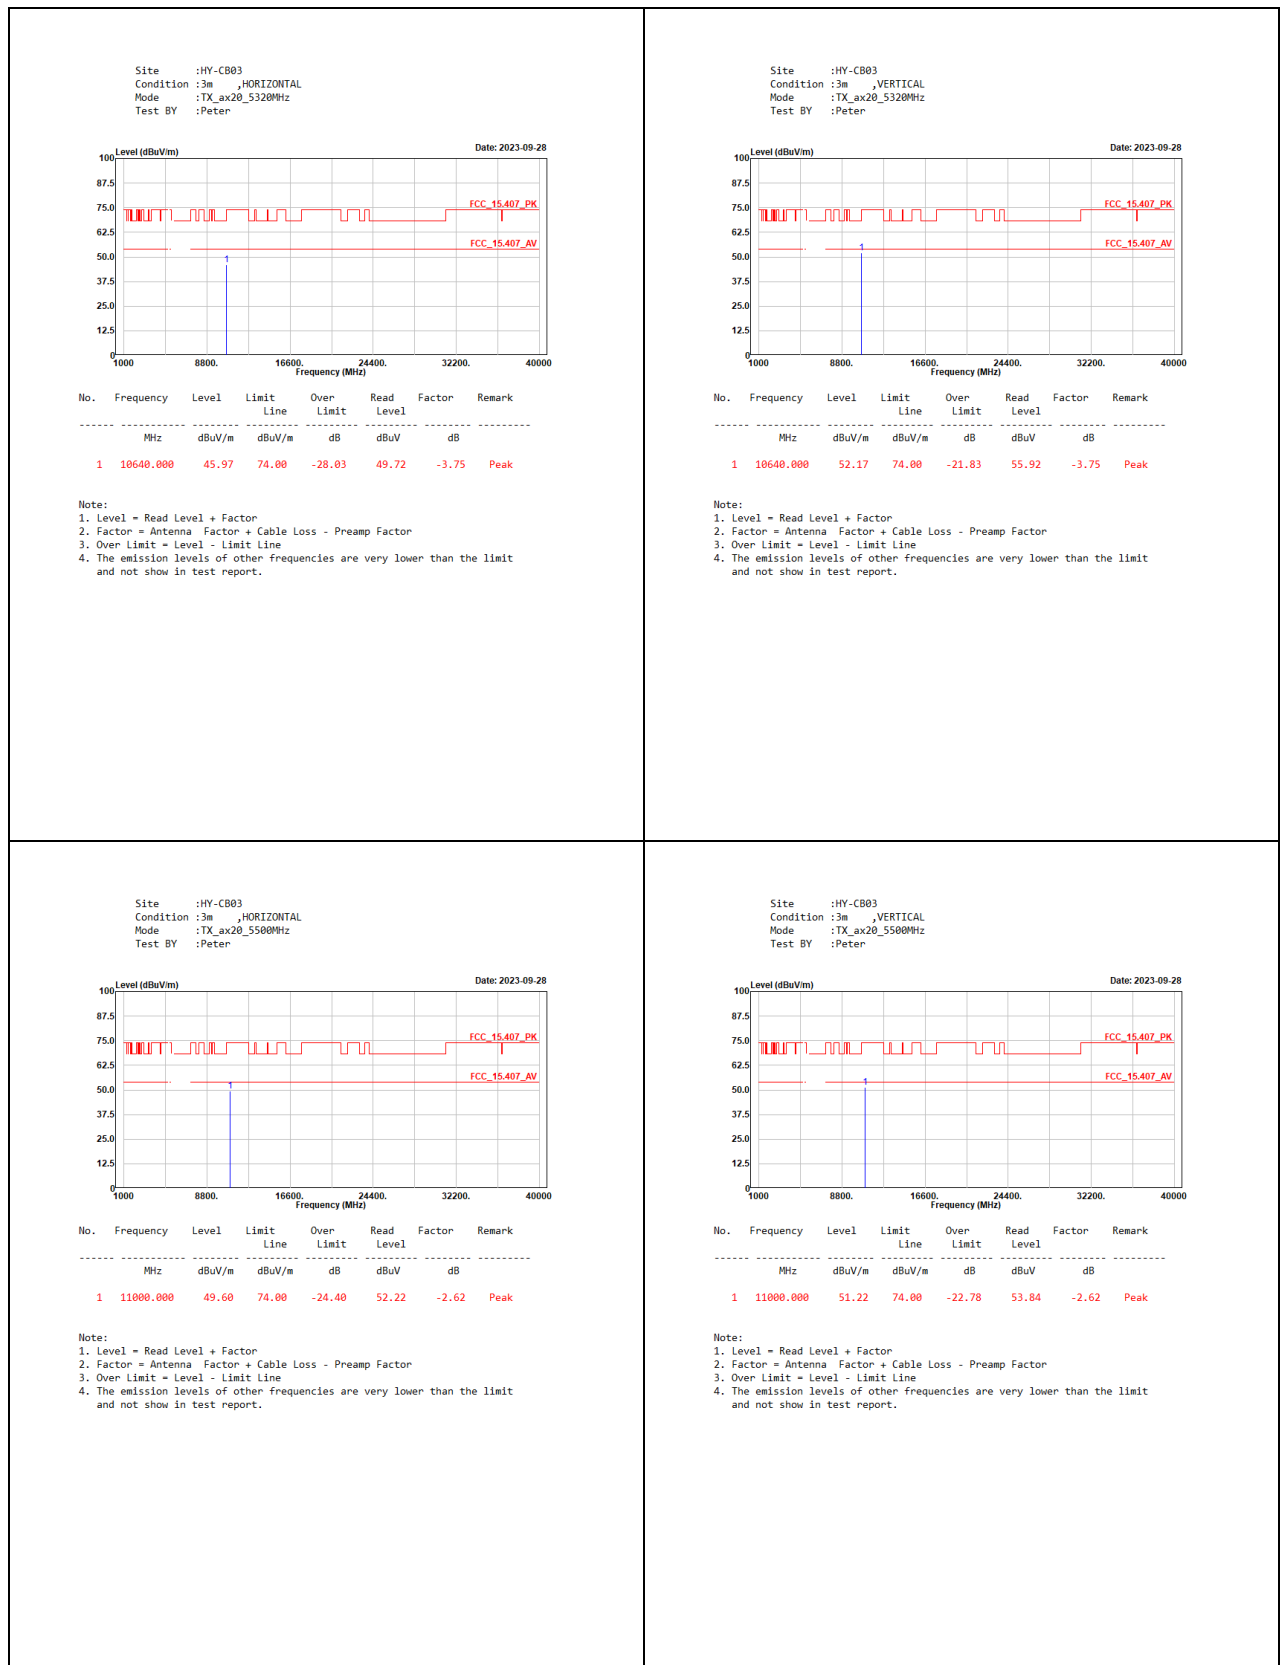 Site      :HY-CB03
Condition :3m    ,HORIZONTAL
Mode      :TX_ax20_5320MHz
Test BY   :Peter
Level (dBuV/m)
Date: 2023-09-28
100
87.5
75.0
62.5
50.0
37.5
25.0
12.5
0
FCC_15.407_PK
FCC_15.407_AV
1
1000 8800. 16600. 24400. 32200. 40000
Frequency (MHz)
No. Frequency Level Limit Over Read Factor Remark
Line Limit Level
------ ----------- -------- --------- --------- --------- -------- ---------
MHz dBuV/m dBuV/m dB dBuV dB
1 10640.000 45.97 74.00 -28.03 49.72 -3.75 Peak
Note:
1. Level = Read Level + Factor
2. Factor = Antenna  Factor + Cable Loss - Preamp Factor
3. Over Limit = Level - Limit Line
4. The emission levels of other frequencies are very lower than the limit
and not show in test report.
Site      :HY-CB03
Condition :3m    ,VERTICAL
Mode      :TX_ax20_5320MHz
Test BY   :Peter
Level (dBuV/m)
Date: 2023-09-28
100
87.5
75.0
62.5
50.0
37.5
25.0
12.5
0
FCC_15.407_PK
FCC_15.407_AV
1
1000 8800. 16600. 24400. 32200. 40000
Frequency (MHz)
No. Frequency Level Limit Over Read Factor Remark
Line Limit Level
------ ----------- -------- --------- --------- --------- -------- ---------
MHz dBuV/m dBuV/m dB dBuV dB
1 10640.000 52.17 74.00 -21.83 55.92 -3.75 Peak
Note:
1. Level = Read Level + Factor
2. Factor = Antenna  Factor + Cable Loss - Preamp Factor
3. Over Limit = Level - Limit Line
4. The emission levels of other frequencies are very lower than the limit
and not show in test report.
Site      :HY-CB03
Condition :3m    ,HORIZONTAL
Mode      :TX_ax20_5500MHz
Test BY   :Peter
Level (dBuV/m)
Date: 2023-09-28
100
87.5
75.0
62.5
50.0
37.5
25.0
12.5
0
FCC_15.407_PK
FCC_15.407_AV
1
1000 8800. 16600. 24400. 32200. 40000
Frequency (MHz)
No. Frequency Level Limit Over Read Factor Remark
Line Limit Level
------ ----------- -------- --------- --------- --------- -------- ---------
MHz dBuV/m dBuV/m dB dBuV dB
1 11000.000 49.60 74.00 -24.40 52.22 -2.62 Peak
Note:
1. Level = Read Level + Factor
2. Factor = Antenna  Factor + Cable Loss - Preamp Factor
3. Over Limit = Level - Limit Line
4. The emission levels of other frequencies are very lower than the limit
and not show in test report.
Site      :HY-CB03
Condition :3m    ,VERTICAL
Mode      :TX_ax20_5500MHz
Test BY   :Peter
Level (dBuV/m)
Date: 2023-09-28
100
87.5
75.0
62.5
50.0
37.5
25.0
12.5
0
FCC_15.407_PK
FCC_15.407_AV
1
1000 8800. 16600. 24400. 32200. 40000
Frequency (MHz)
No. Frequency Level Limit Over Read Factor Remark
Line Limit Level
------ ----------- -------- --------- --------- --------- -------- ---------
MHz dBuV/m dBuV/m dB dBuV dB
1 11000.000 51.22 74.00 -22.78 53.84 -2.62 Peak
Note:
1. Level = Read Level + Factor
2. Factor = Antenna  Factor + Cable Loss - Preamp Factor
3. Over Limit = Level - Limit Line
4. The emission levels of other frequencies are very lower than the limit
and not show in test report.